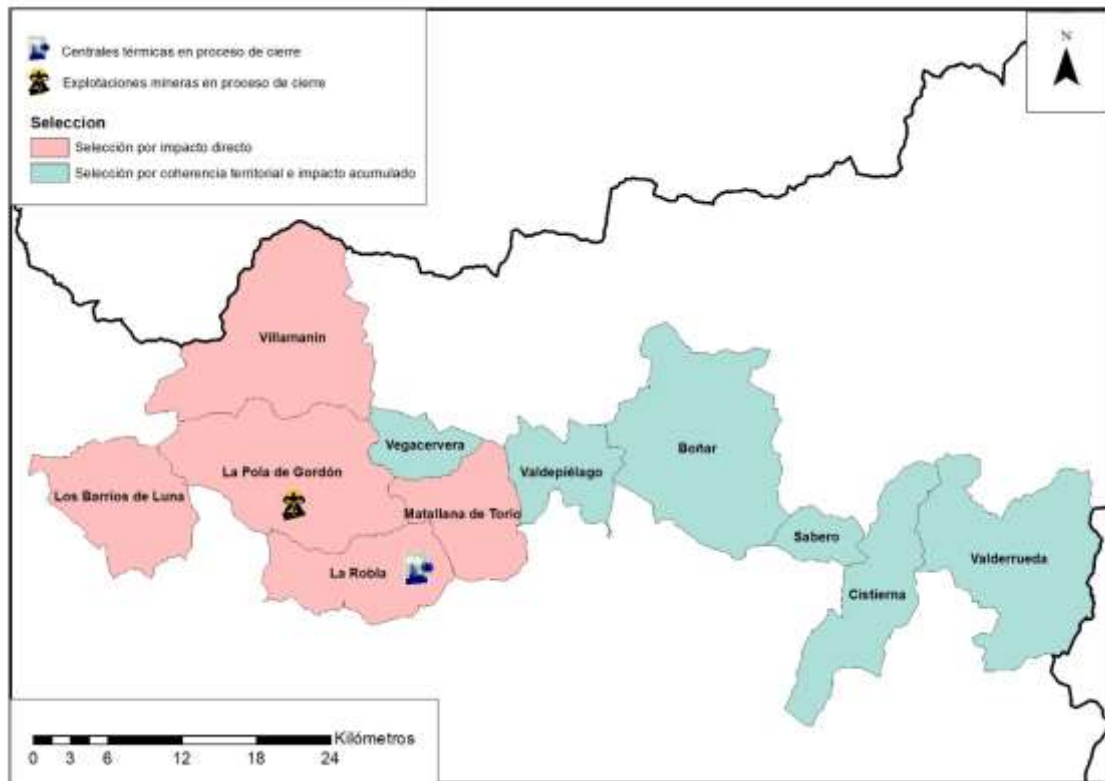 Centrales térmicas en proceso de cierre
Explotaciones mineras en proceso de cierre
Seleccion
Selección por impacto directo
Selección por coherencia territorial e impacto acumulado
N
Villamanín
Vegacervera
La Pola de Gordón
Valdepiélago
Boñar
Los Barrios de Luna
Matallana de Torío
Sabero
Valderrueda
La Robla
Cistierna
Kilómetros
0 3 6 12 18 24